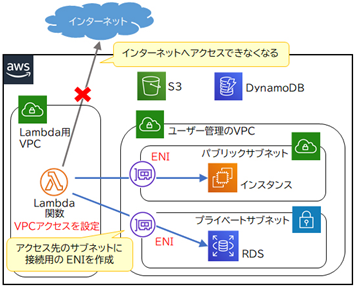 インターネット
インターネットへアクセスできなくなる
aws
S3
DynamoDB
Lambda用
VPC
ユーザー管理のVPC
パブリックサブネット
ENI
インスタンス
Lambda
関数
VPCアクセスを設定
プライベートサブネット
ENI
RDS
アクセス先のサブネットに
接続用の ENIを作成